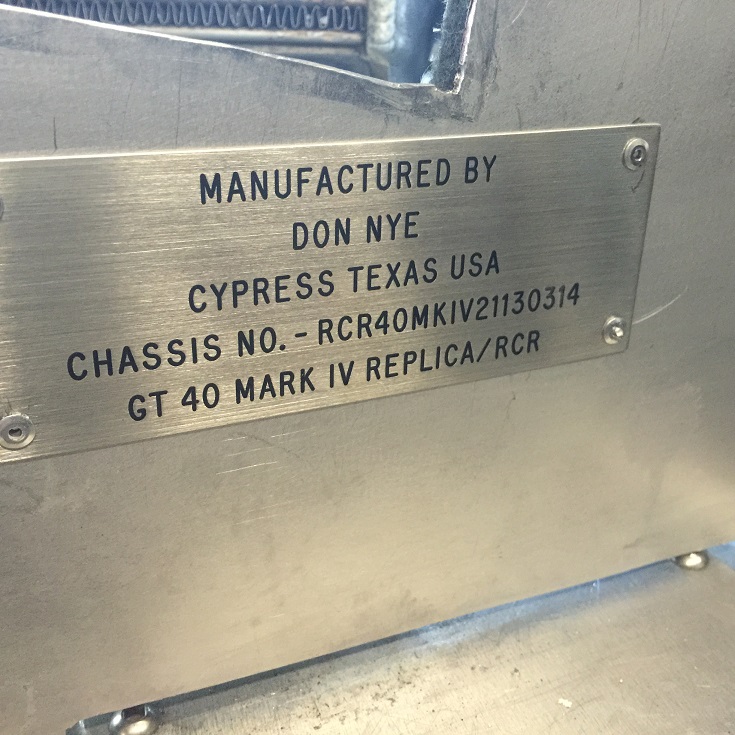 MANUFACTURED BY
DON NYE
CYPRESS TEXAS USA
CHASSIS NO.-RCR40MKIV21130314
GT 40 MARK IV REPLICA/RCR